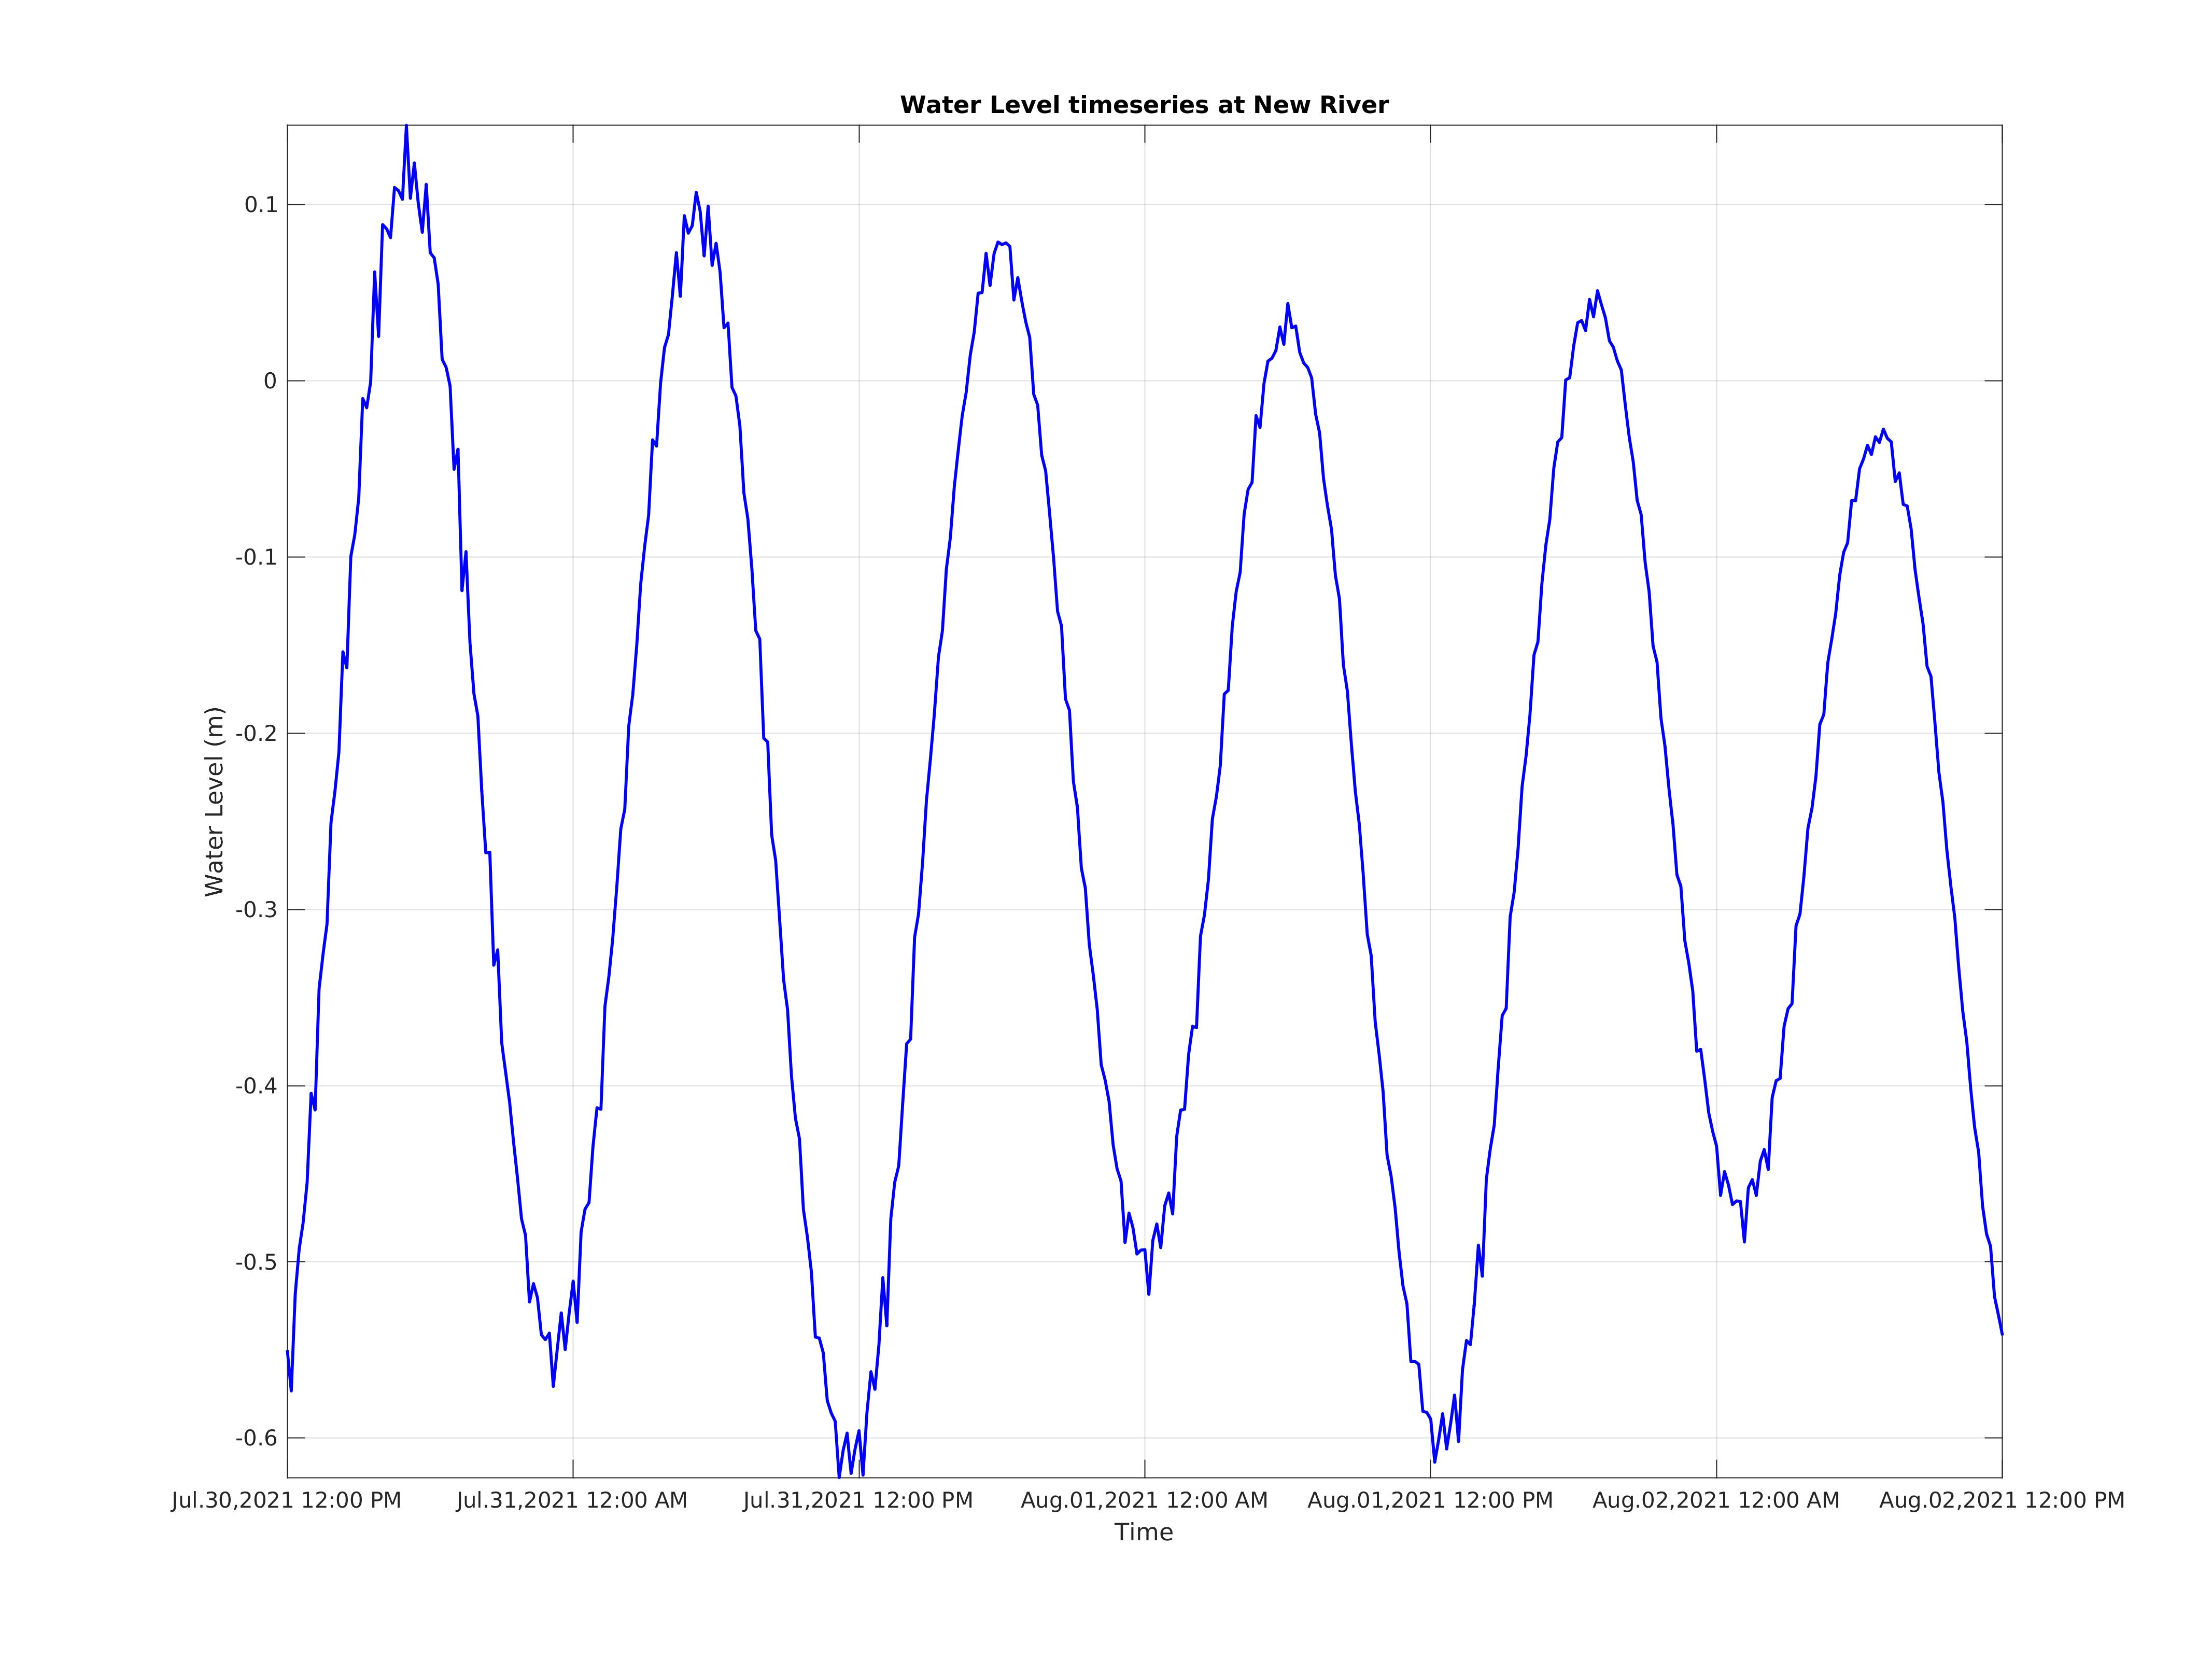 Water Level timeseries at New River
0.1
0
-0.1
-0.2
-0.3
-0.4
-0.5
-0.6
Water Level (m)
Jul.30,2021 12:00 PM Jul.31,2021 12:00 AM Jul.31,2021 12:00 PM Aug.01,2021 12:00 AM Aug.01,2021 12:00 PM Aug.02,2021 12:00 AM Aug.02,2021 12:00 PM
Time